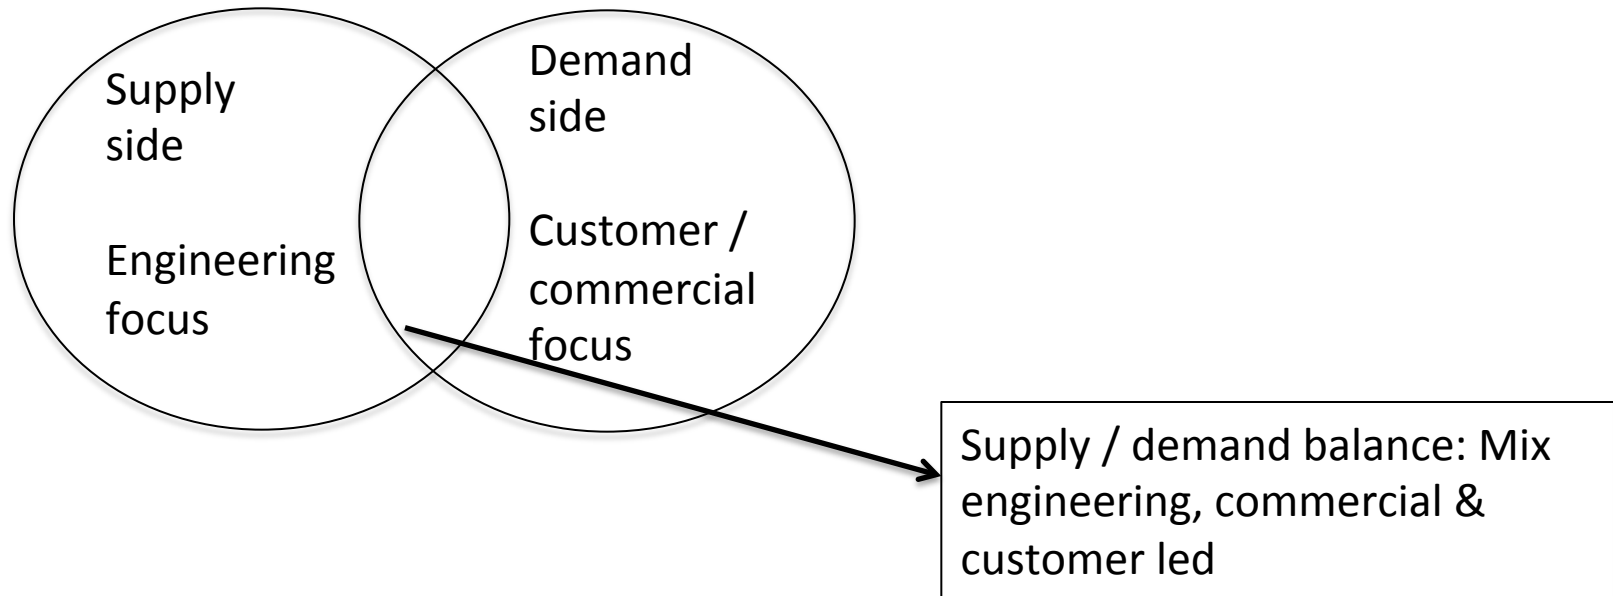 Supply
side
Engineering
focus
Demand
side
Customer /
commercial
focus
Supply / demand balance: Mix
engineering, commercial &
customer led